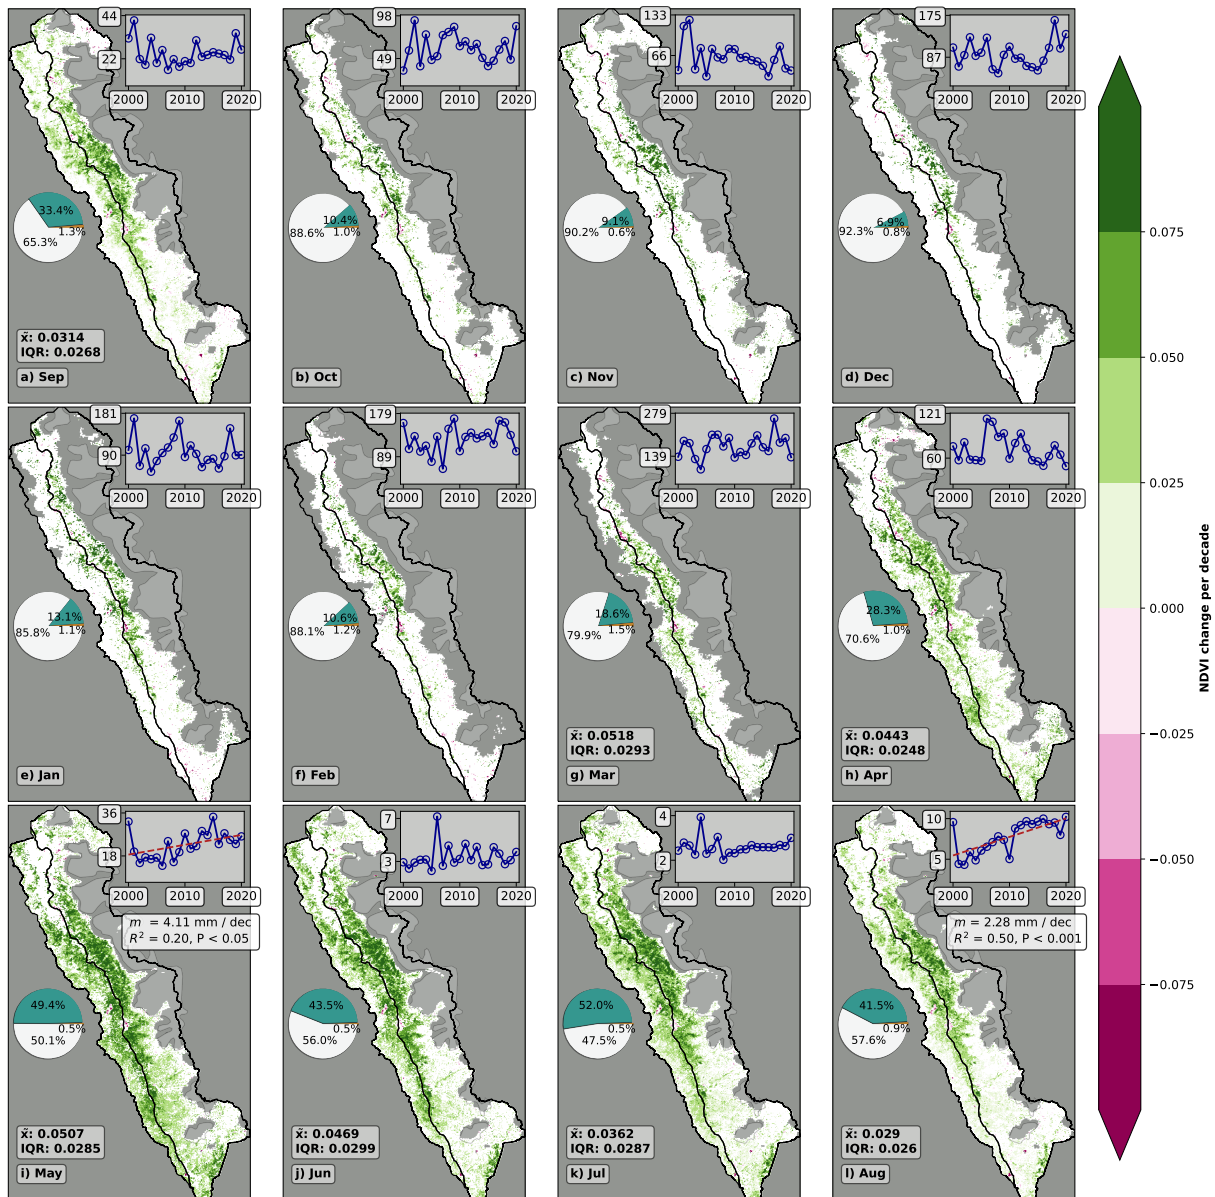 44
22
2000 2010 2020
33.4%
1.3%
65.3%
x̃: 0.0314
IQR: 0.0268
a) Sep
98
49
2000 2010 2020
10.4%
88.6% 1.0%
b) Oct
133
66
2000 2010 2020
9.1%
90.2% 0.6%
c) Nov
175
87
2000 2010 2020
6.9%
92.3% 0.8%
d) Dec
181
90
2000 2010 2020
13.1%
85.8% 1.1%
e) Jan
179
89
2000 2010 2020
10.6%
88.1% 1.2%
f) Feb
279
139
2000 2010 2020
18.6%
1.5%
79.9%
x̃: 0.0518
IQR: 0.0293
g) Mar
121
60
2000 2010 2020
28.3%
1.0%
70.6%
x̃: 0.0443
IQR: 0.0248
h) Apr
36
18
2000 2010 2020
m = 4.11 mm / dec
R² = 0.20, P < 0.05
49.4%
0.5%
50.1%
x̃: 0.0507
IQR: 0.0285
i) May
7
3
2000 2010 2020
43.5%
0.5%
56.0%
x̃: 0.0469
IQR: 0.0299
j) Jun
4
2
2000 2010 2020
52.0%
0.5%
47.5%
x̃: 0.0362
IQR: 0.0287
k) Jul
10
5
2000 2010 2020
m = 2.28 mm / dec
R² = 0.50, P < 0.001
41.5%
0.9%
57.6%
x̃: 0.029
IQR: 0.026
l) Aug
0.075
0.050
0.025
0.000
−0.025
−0.050
−0.075
NDVI change per decade